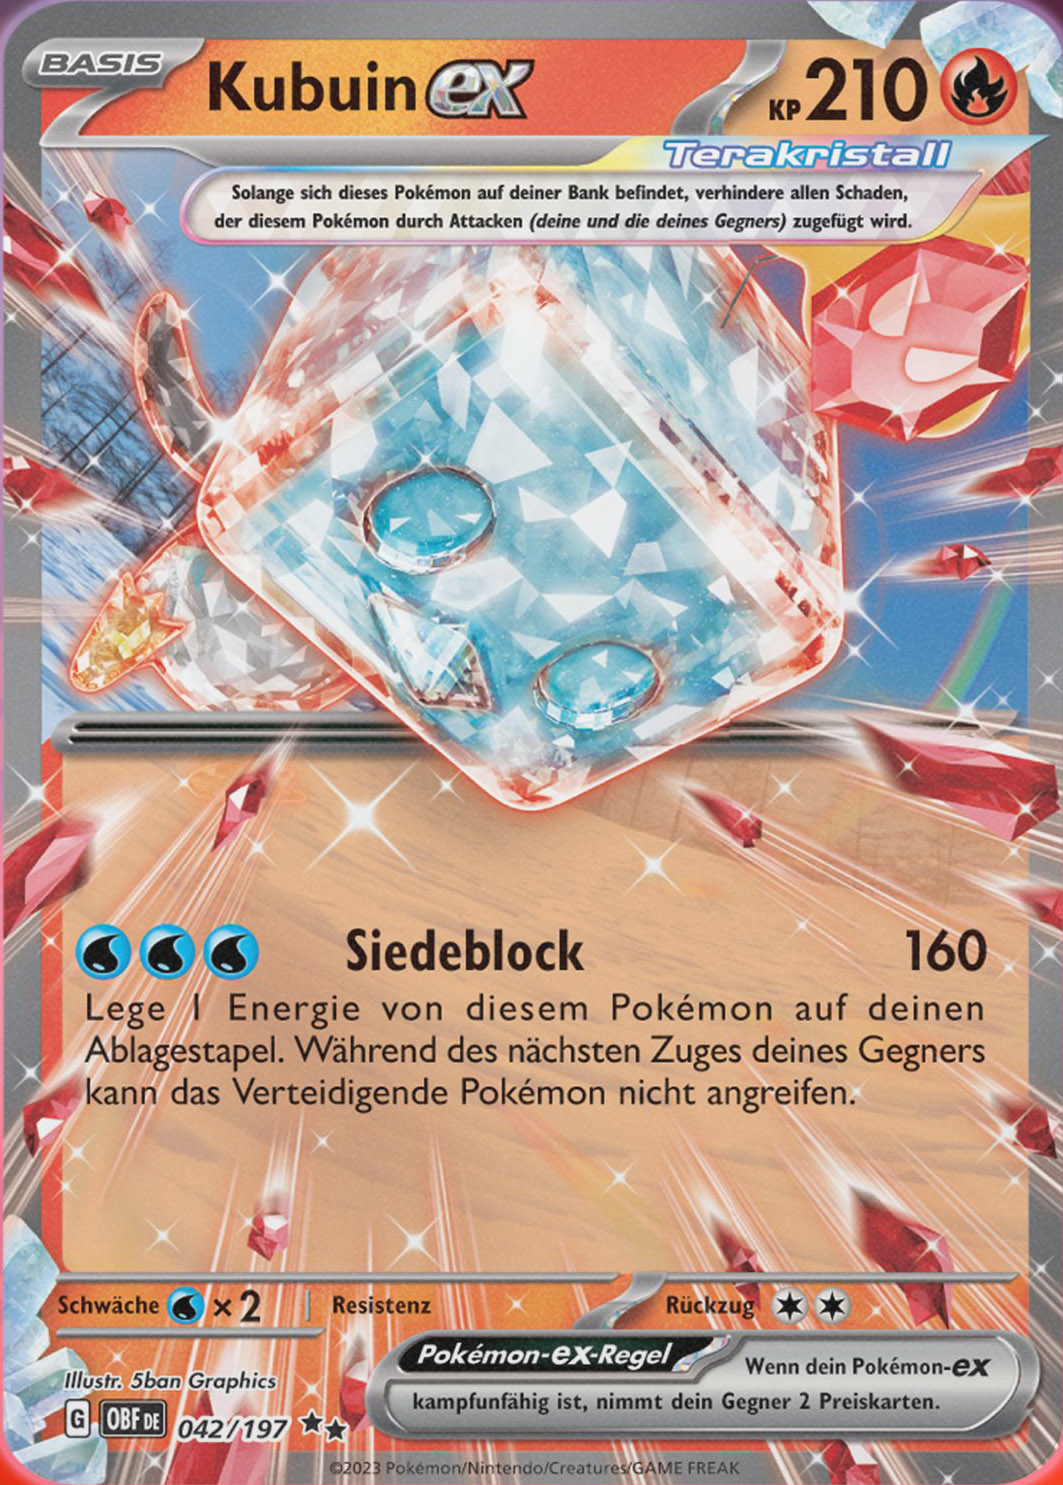 BASIS
Kubuin ex
KP 210
Terakristall
Solange sich dieses Pokémon auf deiner Bank befindet, verhindere allen Schaden,
der diesem Pokémon durch Attacken (deine und die deines Gegners) zugefügt wird.
Siedeblock 160
Lege 1 Energie von diesem Pokémon auf deinen
Ablagestapel. Während des nächsten Zuges deines Gegners
kann das Verteidigende Pokémon nicht angreifen.
Schwäche ×2 Resistenz Rückzug
Pokémon-ex-Regel Wenn dein Pokémon-ex
kampfunfähig ist, nimmt dein Gegner 2 Preiskarten.
Illustr. 5ban Graphics
G OBF DE 042/197
©2023 Pokémon/Nintendo/Creatures/GAME FREAK